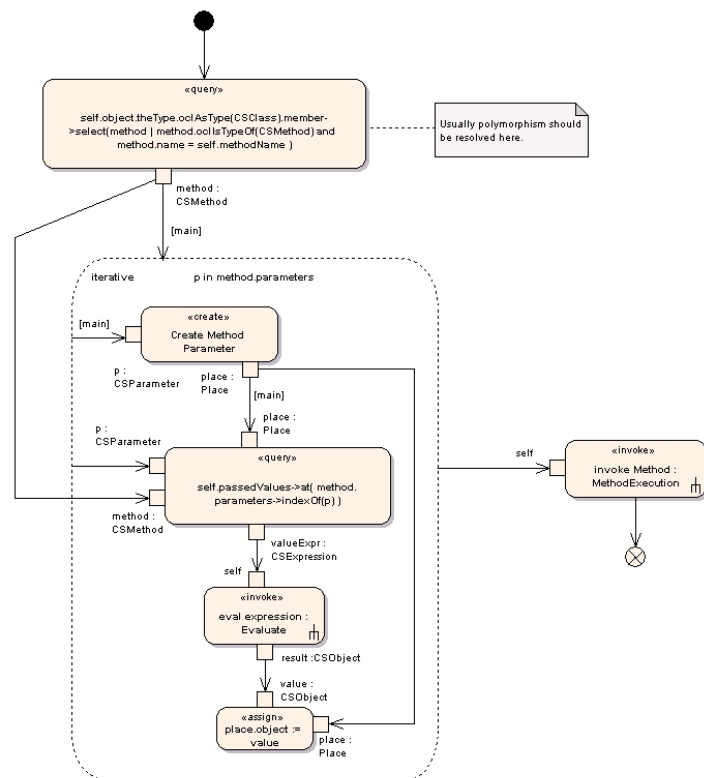 «query»
self.object.theType.oclAsType(CSClass).member-
>select(method | method.oclIsTypeOf(CSMethod) and
method.name = self.methodName )
Usually polymorphism should
be resolved here.
method :
CSMethod
[main]
iterative
p in method.parameters
[main]
«create»
Create Method
Parameter
p :
CSParameter
place :
Place
[main]
place :
Place
p :
CSParameter
«query»
self.passedValues->at( method.
parameters->indexOf(p) )
method :
CSMethod
self
«invoke»
invoke Method :
MethodExecution
valueExpr :
CSExpression
self
«invoke»
eval expression :
Evaluate
result :CSObject
value :
CSObject
«assign»
place.object :=
value
place :
Place